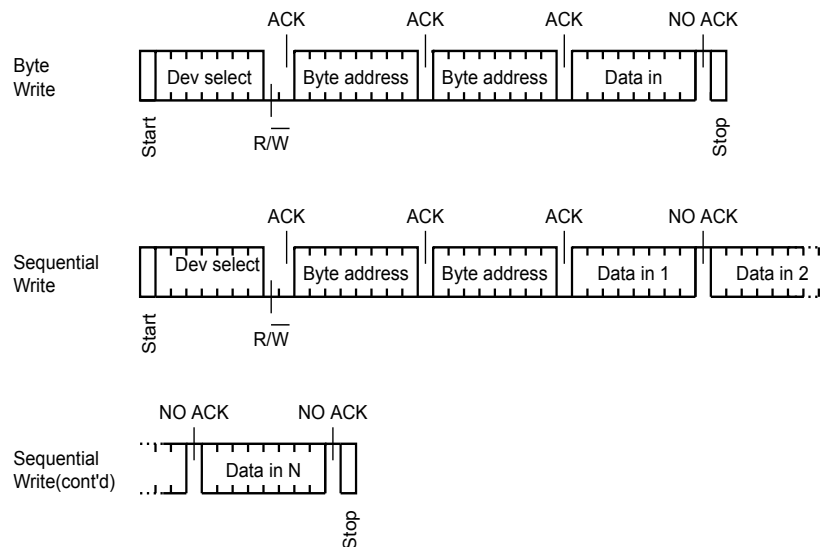 ACK ACK ACK NO ACK
Byte
Write
Dev select Byte address Byte address Data in
Start
R/W̅
Stop
ACK ACK ACK NO ACK
Sequential
Write
Dev select Byte address Byte address Data in 1 Data in 2
Start
R/W̅
NO ACK NO ACK
Sequential
Write(cont'd)
Data in N
Stop